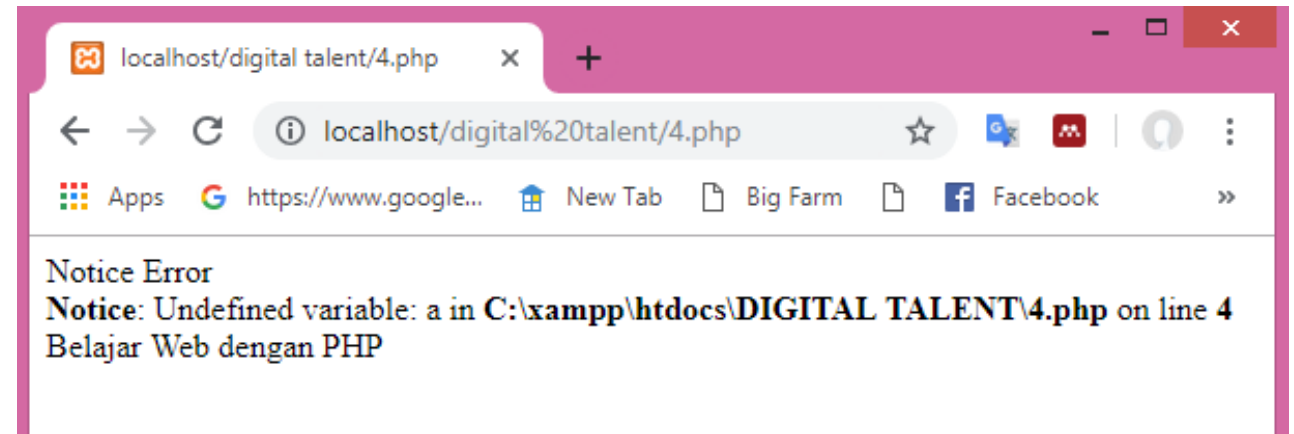 localhost/digital talent/4.php
localhost/digital%20talent/4.php
Apps G https://www.google... New Tab Big Farm f Facebook »
Notice Error
Notice: Undefined variable: a in C:\xampp\htdocs\DIGITAL TALENT\4.php on line 4
Belajar Web dengan PHP